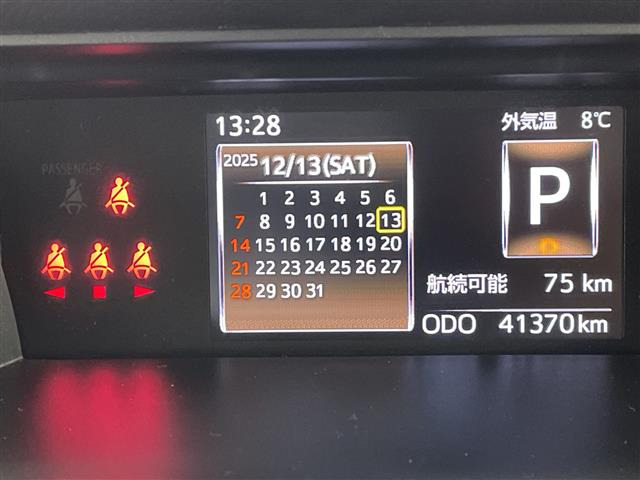 13:28
外気温 8℃
PASSENGER
2025 12/13(SAT)
1 2 3 4 5 6
7 8 9 10 11 12 13
14 15 16 17 18 19 20
21 22 23 24 25 26 27
28 29 30 31
P
D
航続可能 75 km
ODO 41370km